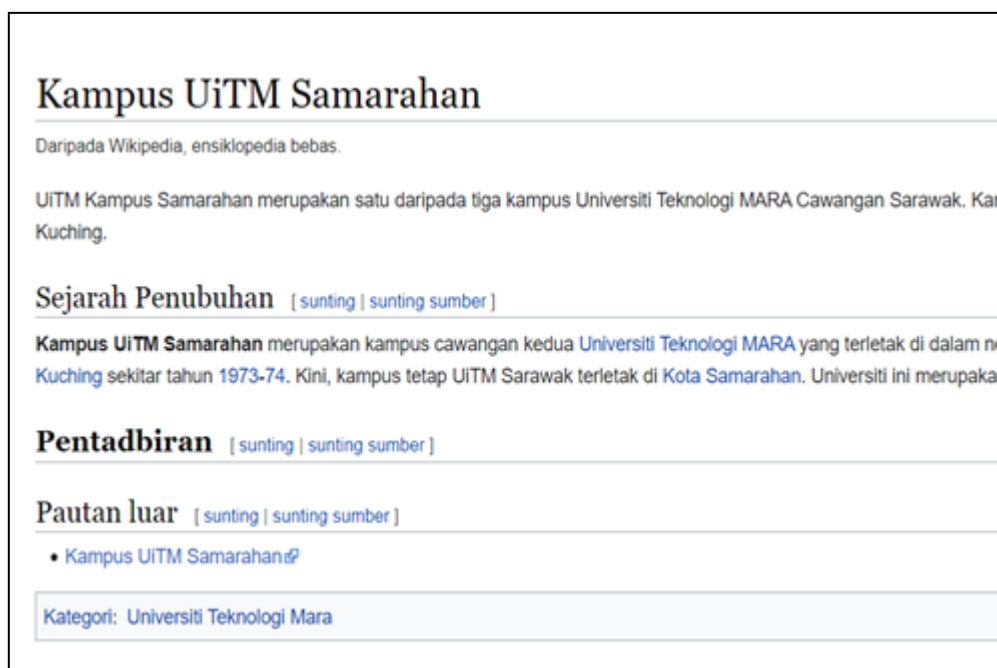 Kampus UiTM Samarahan
Daripada Wikipedia, ensiklopedia bebas.
UiTM Kampus Samarahan merupakan satu daripada tiga kampus Universiti Teknologi MARA Cawangan Sarawak.
Kuching.
Sejarah Penubuhan [ sunting | sunting sumber ]
Kampus UiTM Samarahan merupakan kampus cawangan kedua Universiti Teknologi MARA yang terletak di dalam
Kuching sekitar tahun 1973-74. Kini, kampus tetap UiTM Sarawak terletak di Kota Samarahan. Universiti ini
Pentadbiran [ sunting | sunting sumber ]
Pautan luar [ sunting | sunting sumber ]
• Kampus UiTM Samarahan
Kategori: Universiti Teknologi Mara